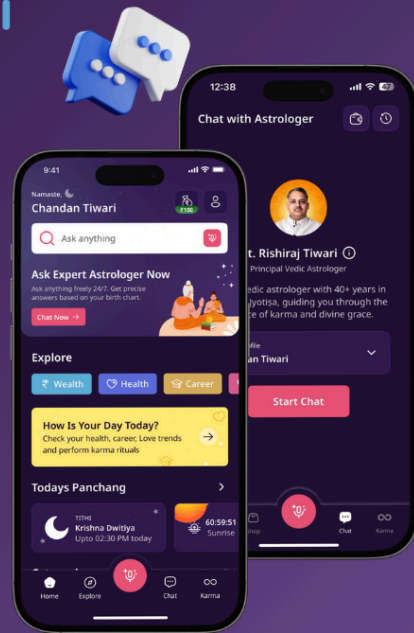 12:38
47
Chat with Astrologer
t. Rishiraj Tiwari
Principal Vedic Astrologer
edic astrologer with 40+ years in
Jyotiṣa, guiding you through the
ce of karma and divine grace.
ofile
an Tiwari
Start Chat
Shop
Chat
Karma
9:41
Namaste,
Chandan Tiwari
₹100
Ask anything
Ask Expert Astrologer Now
Ask anything freely 24/7. Get precise
answers based on your birth chart.
Chat Now →
Explore
₹ Wealth
Health
Career
How Is Your Day Today?
Check your health, career, Love trends
and perform karma rituals
Todays Panchang
TITHI
Krishna Dwitiya
Upto 02:30 PM today
60:59:51
Sunrise
Home
Explore
Chat
Karma